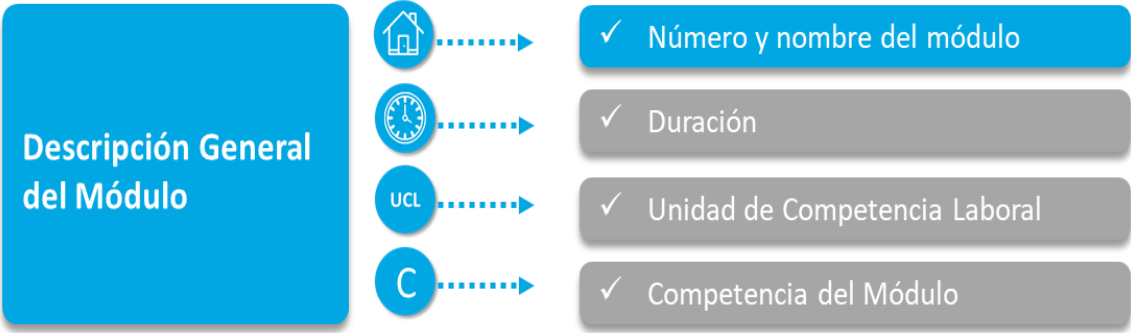 Descripción General
del Módulo
✓ Número y nombre del módulo
✓ Duración
UCL
✓ Unidad de Competencia Laboral
C
✓ Competencia del Módulo